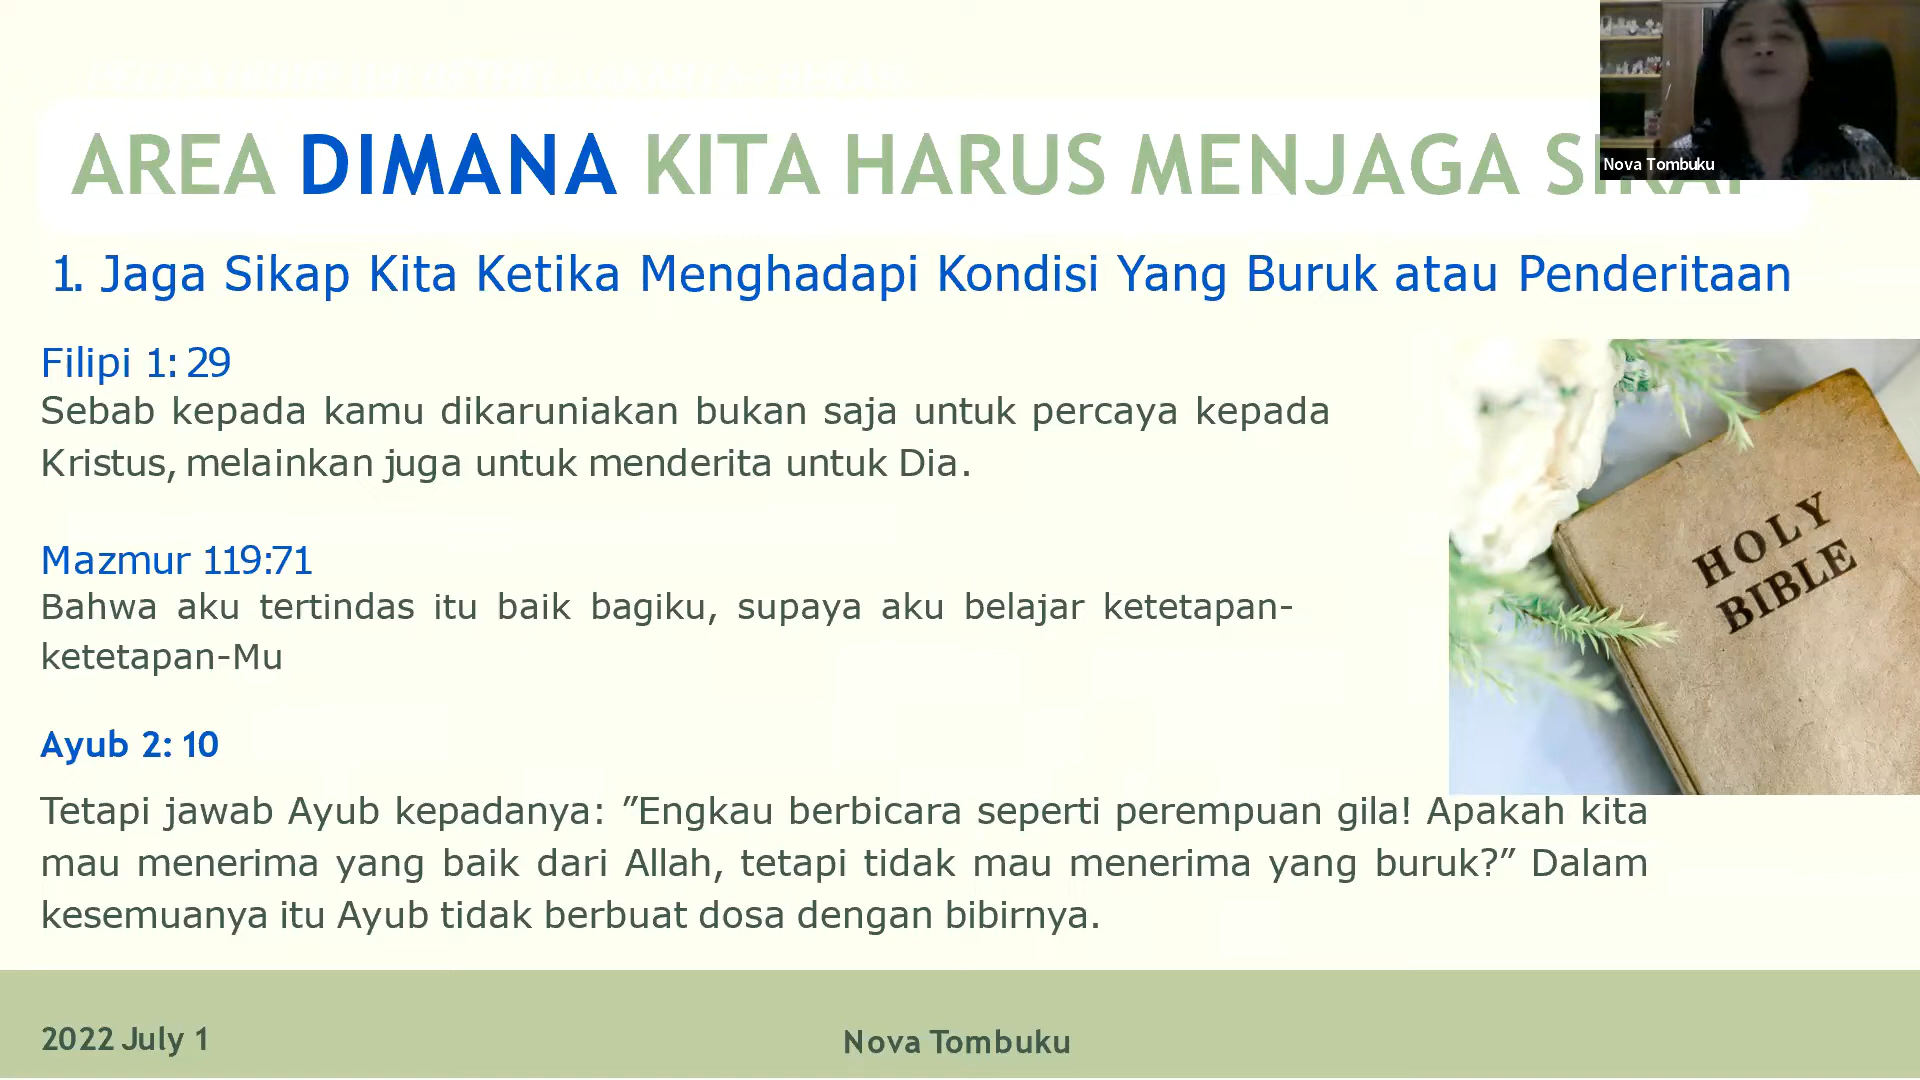 AREA DIMANA KITA HARUS MENJAGA
Nova Tombuku
1. Jaga Sikap Kita Ketika Menghadapi Kondisi Yang Buruk atau Penderitaan
Filipi 1: 29
Sebab kepada kamu dikaruniakan bukan saja untuk percaya kepada
Kristus, melainkan juga untuk menderita untuk Dia.
HOLY
BIBLE
Mazmur 119:71
Bahwa aku tertindas itu baik bagiku, supaya aku belajar ketetapan-
ketetapan-Mu
Ayub 2: 10
Tetapi jawab Ayub kepadanya: ”Engkau berbicara seperti perempuan gila! Apakah kita
mau menerima yang baik dari Allah, tetapi tidak mau menerima yang buruk?” Dalam
kesemuanya itu Ayub tidak berbuat dosa dengan bibirnya.
2022 July 1
Nova Tombuku